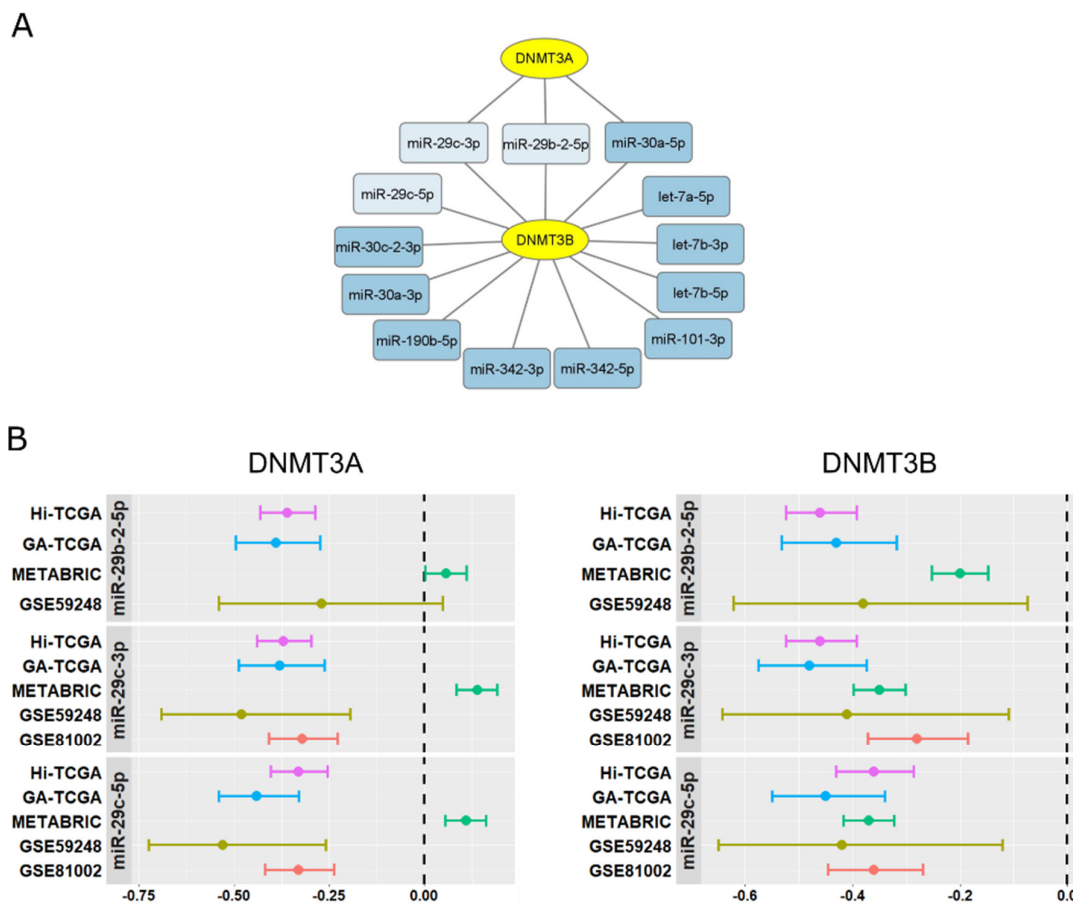 A
DNMT3A
miR-29c-3p
miR-29b-2-5p
miR-30a-5p
miR-29c-5p
let-7a-5p
DNMT3B
miR-30c-2-3p
let-7b-3p
miR-30a-3p
let-7b-5p
miR-190b-5p
miR-101-3p
miR-342-3p
miR-342-5p
B
DNMT3A
DNMT3B
Hi-TCGA
GA-TCGA
METABRIC
GSE59248
miR-29b-2-5p
Hi-TCGA
GA-TCGA
METABRIC
GSE59248
GSE81002
miR-29c-3p
Hi-TCGA
GA-TCGA
METABRIC
GSE59248
GSE81002
miR-29c-5p
-0.75
-0.50
-0.25
0.00
Hi-TCGA
GA-TCGA
METABRIC
GSE59248
miR-29b-2-5p
Hi-TCGA
GA-TCGA
METABRIC
GSE59248
GSE81002
miR-29c-3p
Hi-TCGA
GA-TCGA
METABRIC
GSE59248
GSE81002
miR-29c-5p
-0.6
-0.4
-0.2
0.0